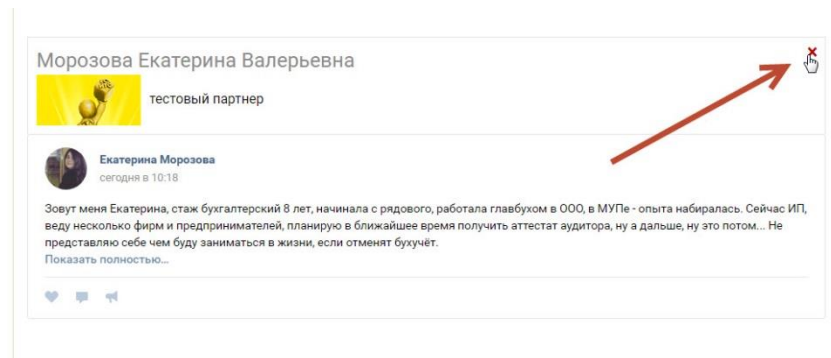 Морозова Екатерина Валерьевна
тестовый партнер
Екатерина Морозова
сегодня в 10:18
Зовут меня Екатерина, стаж бухгалтерский 8 лет, начинала с рядового, работала главбухом в ООО, в МУПе - опыта набиралась. Сейчас ИП,
веду несколько фирм и предпринимателей, планирую в ближайшее время получить аттестат аудитора, ну а дальше, ну это потом... Не
представляю себе чем буду заниматься в жизни, если отменят бухучёт.
Показать полностью...